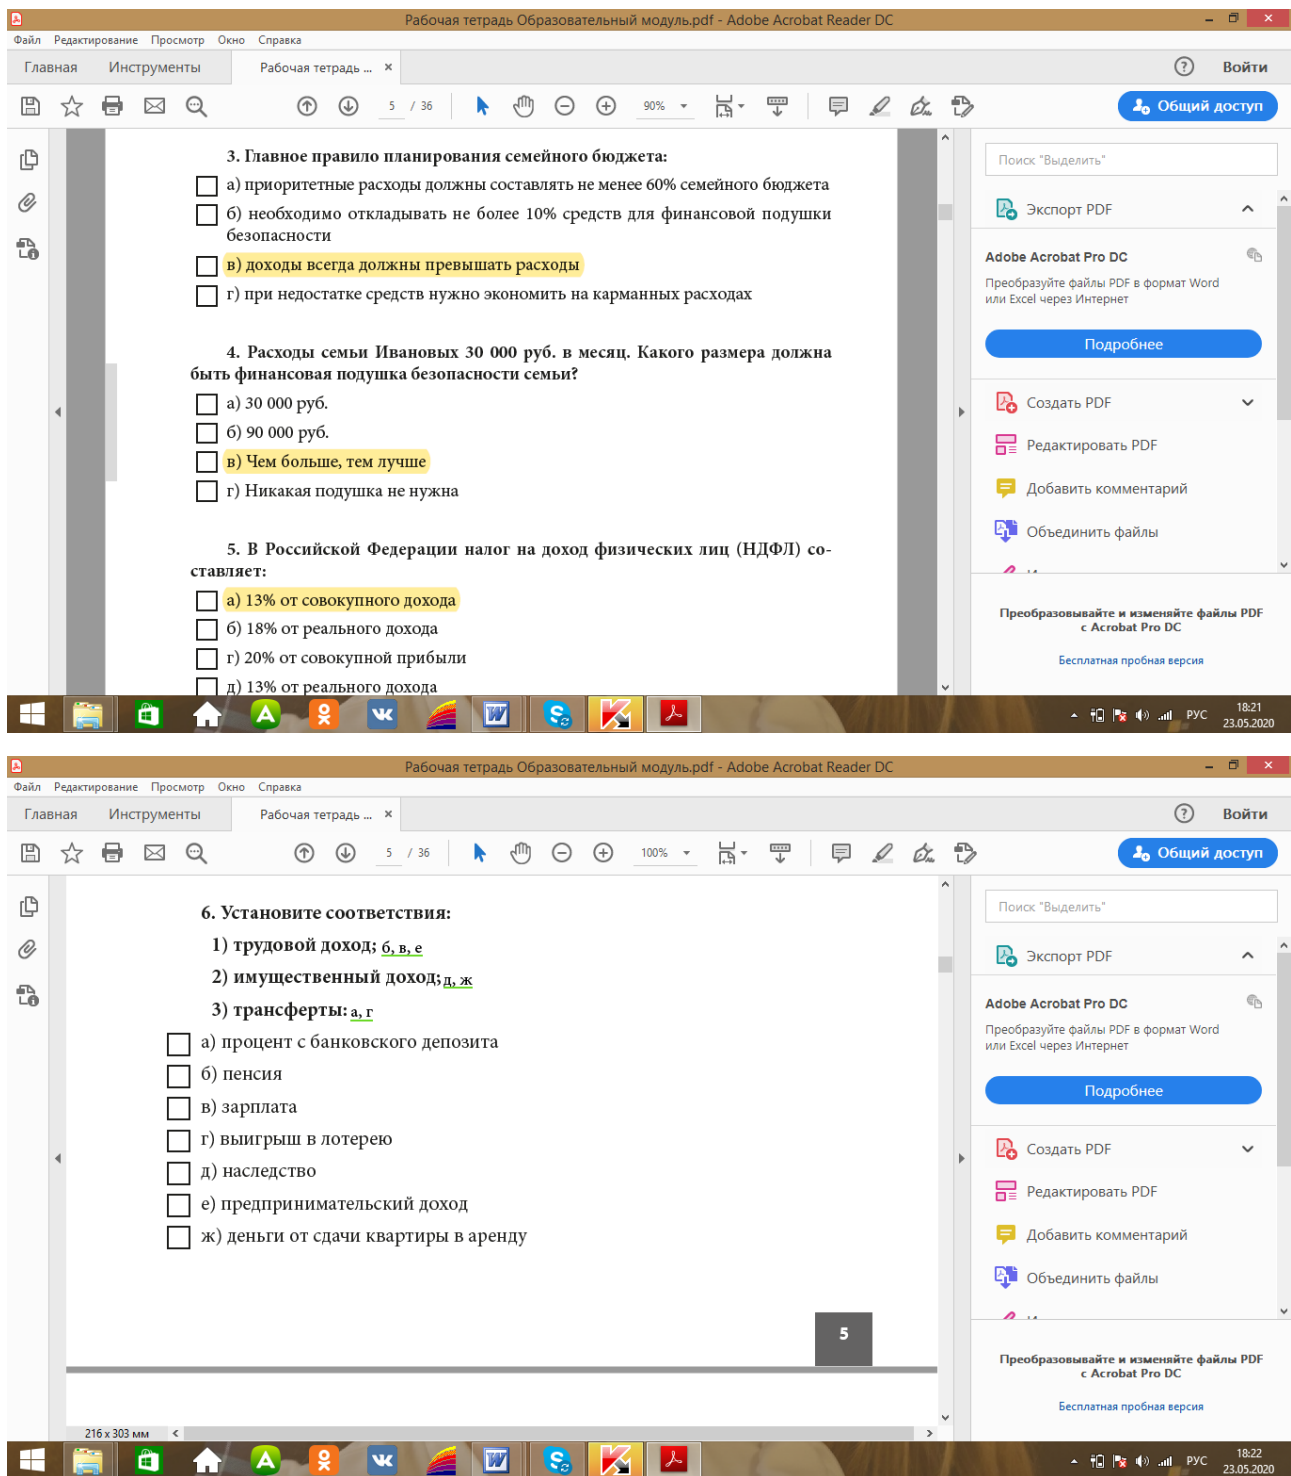 Рабочая тетрадь Образовательный модуль.pdf - Adobe Acrobat Reader DC
Файл Редактирование Просмотр Окно Справка
Главная Инструменты Рабочая тетрадь ... × ? Войти
5 / 36 90% Общий доступ
3. Главное правило планирования семейного бюджета:
а) приоритетные расходы должны составлять не менее 60% семейного бюджета
б) необходимо откладывать не более 10% средств для финансовой подушки
безопасности
в) доходы всегда должны превышать расходы
г) при недостатке средств нужно экономить на карманных расходах
4. Расходы семьи Ивановых 30 000 руб. в месяц. Какого размера должна
быть финансовая подушка безопасности семьи?
а) 30 000 руб.
б) 90 000 руб.
в) Чем больше, тем лучше
г) Никакая подушка не нужна
5. В Российской Федерации налог на доход физических лиц (НДФЛ) со-
ставляет:
а) 13% от совокупного дохода
б) 18% от реального дохода
г) 20% от совокупной прибыли
д) 13% от реального дохода
Поиск "Выделить"
Экспорт PDF
Adobe Acrobat Pro DC
Преобразуйте файлы PDF в формат Word
или Excel через Интернет
Подробнее
Создать PDF
Редактировать PDF
Добавить комментарий
Объединить файлы
Преобразовывайте и изменяйте файлы PDF
с Acrobat Pro DC
Бесплатная пробная версия
РУС 18:21
23.05.2020
Рабочая тетрадь Образовательный модуль.pdf - Adobe Acrobat Reader DC
Файл Редактирование Просмотр Окно Справка
Главная Инструменты Рабочая тетрадь ... × ? Войти
5 / 36 100% Общий доступ
6. Установите соответствия:
1) трудовой доход; б, в, е
2) имущественный доход; д, ж
3) трансферты: а, г
а) процент с банковского депозита
б) пенсия
в) зарплата
г) выигрыш в лотерею
д) наследство
е) предпринимательский доход
ж) деньги от сдачи квартиры в аренду
5
216 x 303 мм
Поиск "Выделить"
Экспорт PDF
Adobe Acrobat Pro DC
Преобразуйте файлы PDF в формат Word
или Excel через Интернет
Подробнее
Создать PDF
Редактировать PDF
Добавить комментарий
Объединить файлы
Преобразовывайте и изменяйте файлы PDF
с Acrobat Pro DC
Бесплатная пробная версия
РУС 18:22
23.05.2020